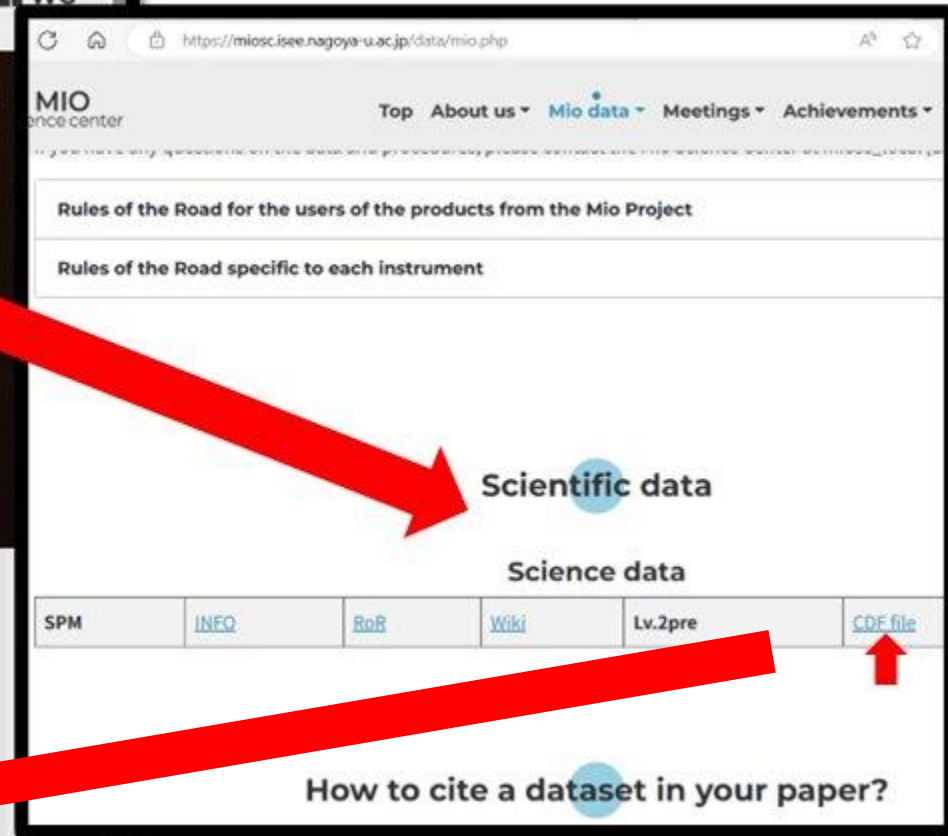 https://miosc.isee.nagoya-u.ac.jp/data/mio.php
MIO
ence center
Top About us Mio data Meetings Achievements
Rules of the Road for the users of the products from the Mio Project
Rules of the Road specific to each instrument
Scientific data
Science data
SPM INFO RoR Wiki Lv.2pre CDF file
How to cite a dataset in your paper?